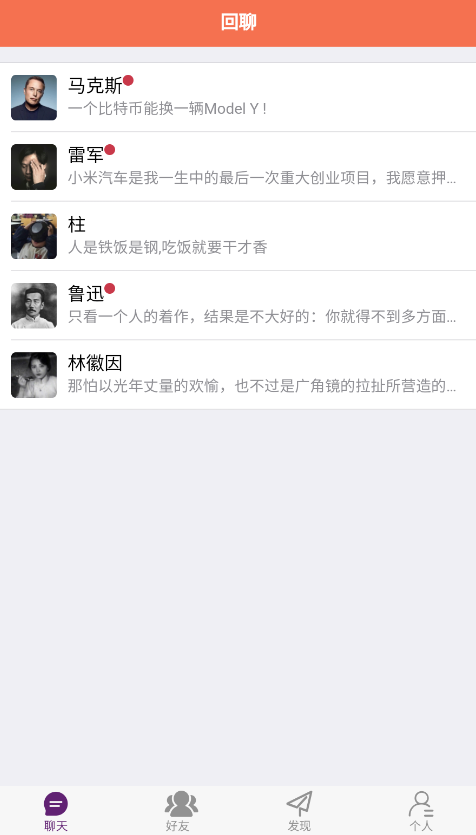 回聊
马克斯
一个比特币能换一辆Model Y !
雷军
小米汽车是我一生中的最后一次重大创业项目，我愿意押...
柱
人是铁饭是钢,吃饭就要干才香
鲁迅
只看一个人的着作，结果是不大好的：你就得不到多方面...
林徽因
那怕以光年丈量的欢愉，也不过是广角镜的拉扯所营造的...
聊天
好友
发现
个人